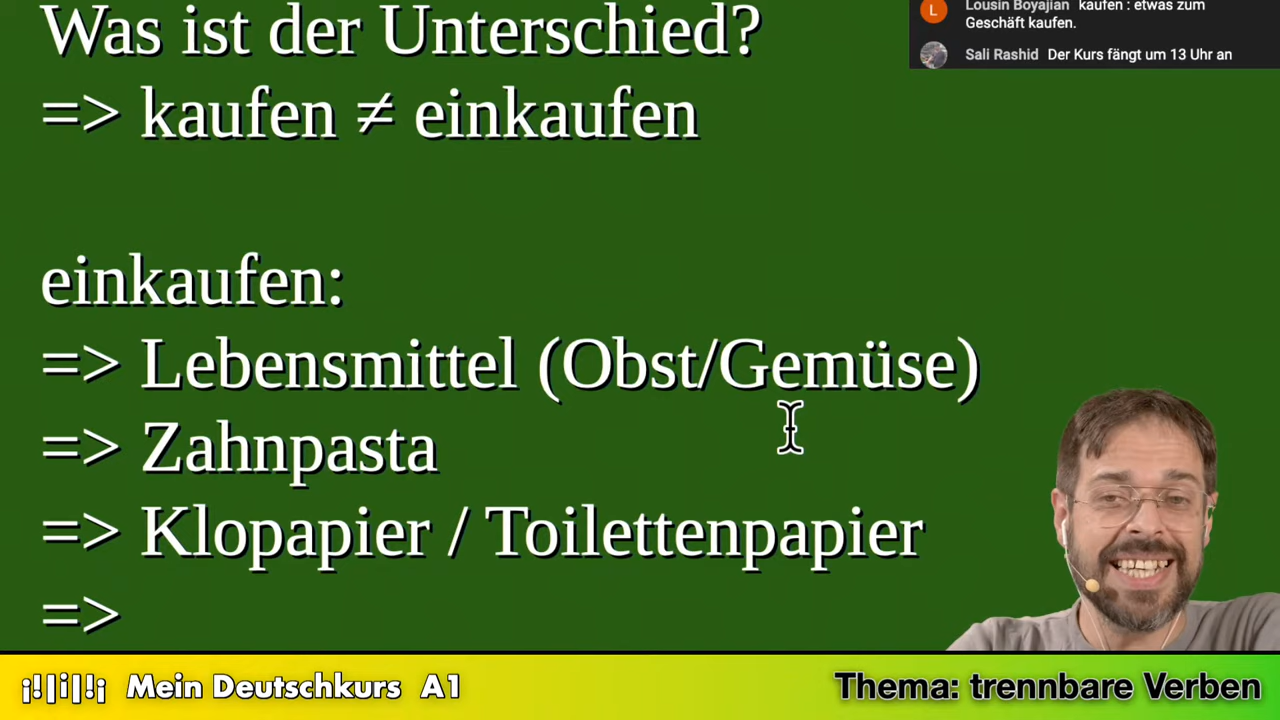 Was ist der Unterschied?
=> kaufen ≠ einkaufen
einkaufen:
=> Lebensmittel (Obst/Gemüse)
=> Zahnpasta
=> Klopapier / Toilettenpapier
=>
L Lousin Boyajian kaufen : etwas zum
Geschäft kaufen.
Sali Rashid Der Kurs fängt um 13 Uhr an
¡!|i|!¡ Mein Deutschkurs A1
Thema: trennbare Verben